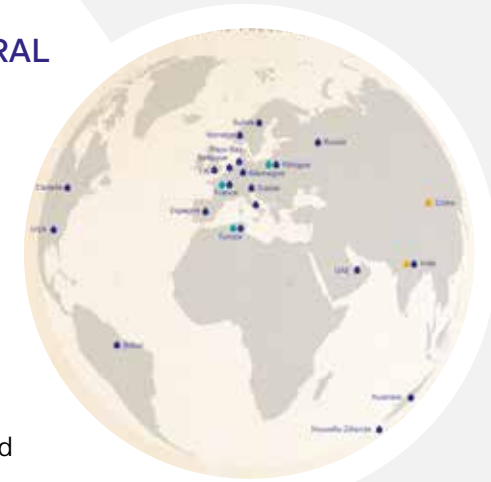 RAL
Suède
Norvège
Russie
Pays-Bas
Belgique
Pologne
Allemagne
Canada
France
Suisse
Chine
Espagne
USA
Tunisie
UAE
Inde
Brésil
Australie
Nouvelle Zélande
d